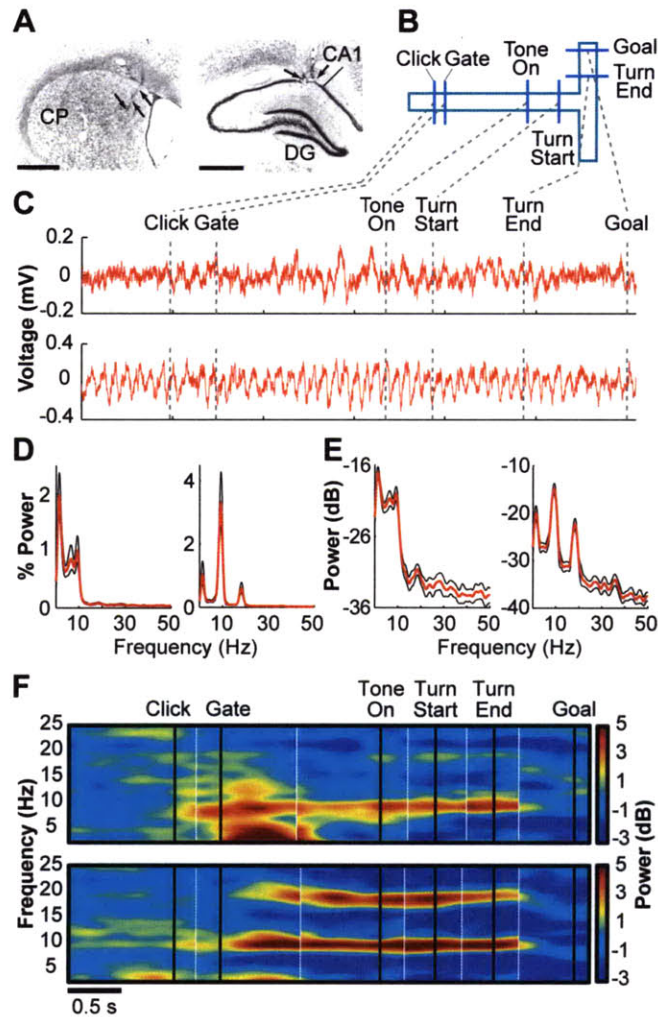 A
CP
CA1
DG
B
Click Gate
Tone
On
Goal
Turn
End
Turn
Start
C
Click Gate
Tone
On
Turn
Start
Turn
End
Goal
Voltage (mV)
0.2
0
-0.2
0.4
0
-0.4
D
% Power
2
1
0
10 30 50
4
2
0
10 30 50
Frequency (Hz)
E
Power (dB)
-16
-26
-36
10 30 50
-10
-20
-30
-40
10 30 50
Frequency (Hz)
F
Click Gate
Tone
On
Turn
Start
Turn
End
Goal
Frequency (Hz)
25
20
15
10
5
5
3
1
-1
-3
25
20
15
10
5
5
3
1
-1
-3
Power (dB)
0.5 s